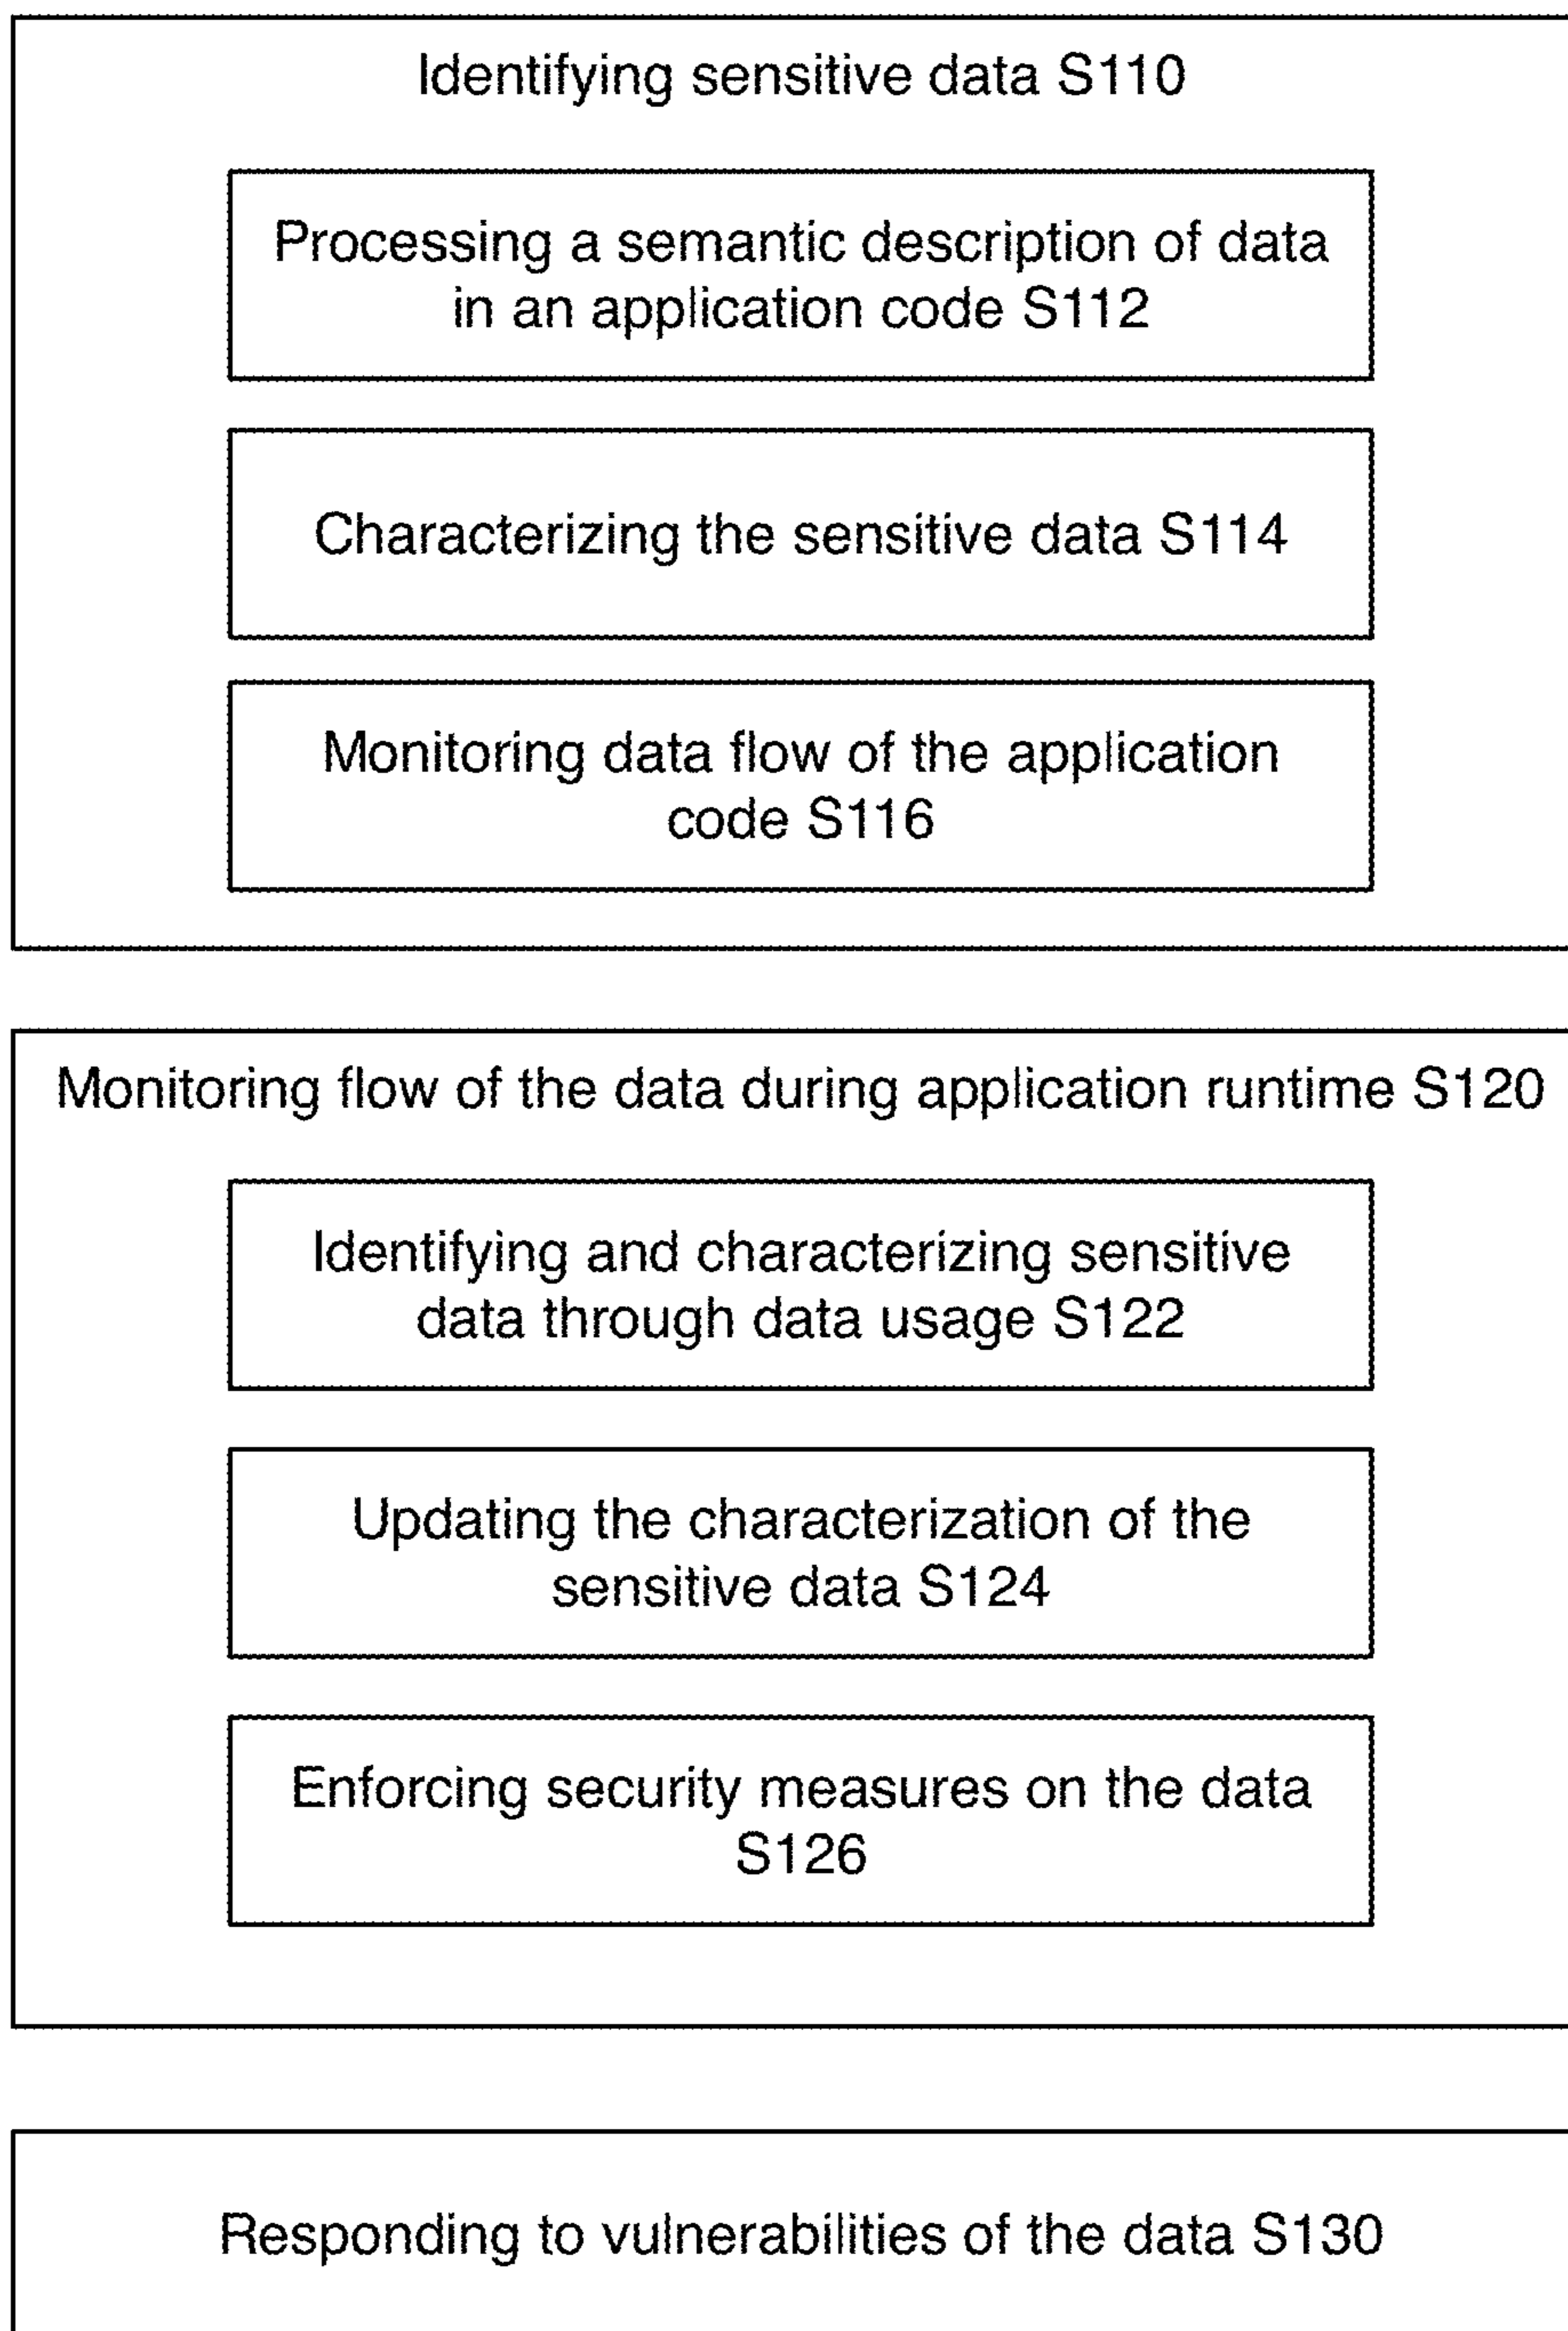 Identifying sensitive data S110
Processing a semantic description of data
in an application code S112
Characterizing the sensitive data S114
Monitoring data flow of the application
code S116
Monitoring flow of the data during application runtime S120
Identifying and characterizing sensitive
data through data usage S122
Updating the characterization of the
sensitive data S124
Enforcing security measures on the data
S126
Responding to vulnerabilities of the data S130